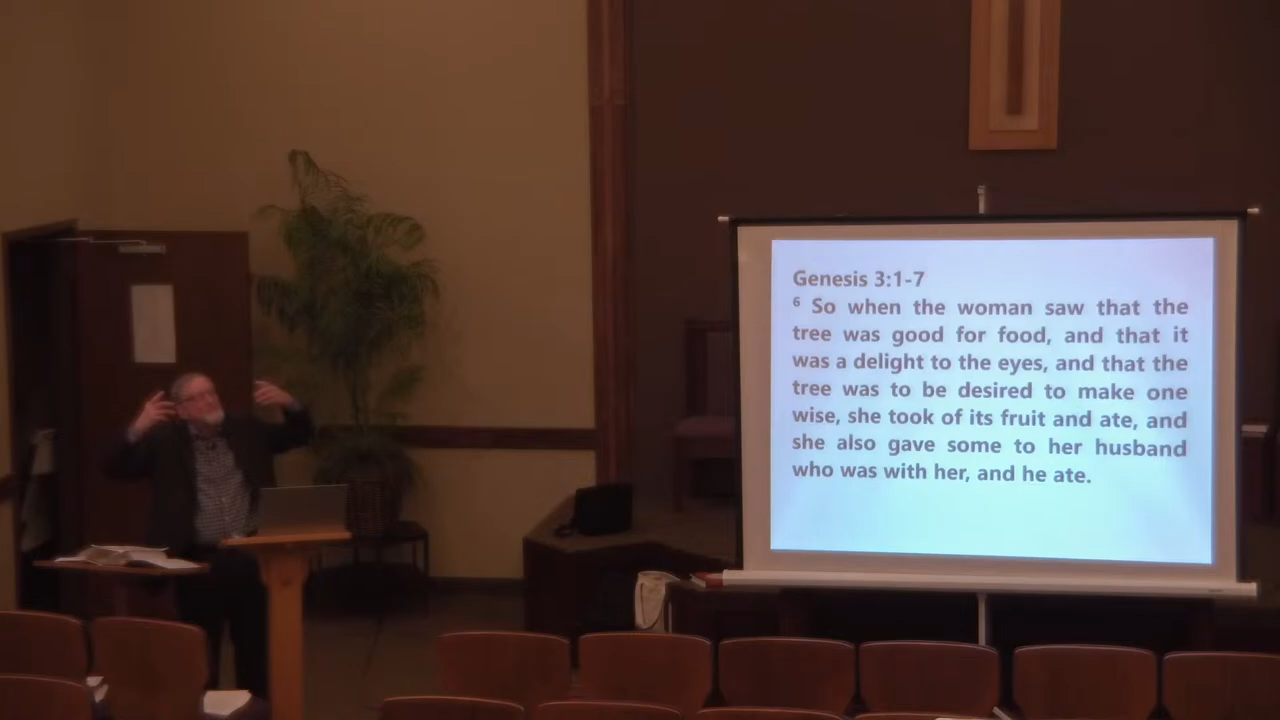 Genesis 3:1-7
6 So when the woman saw that the
tree was good for food, and that it
was a delight to the eyes, and that the
tree was to be desired to make one
wise, she took of its fruit and ate, and
she also gave some to her husband
who was with her, and he ate.